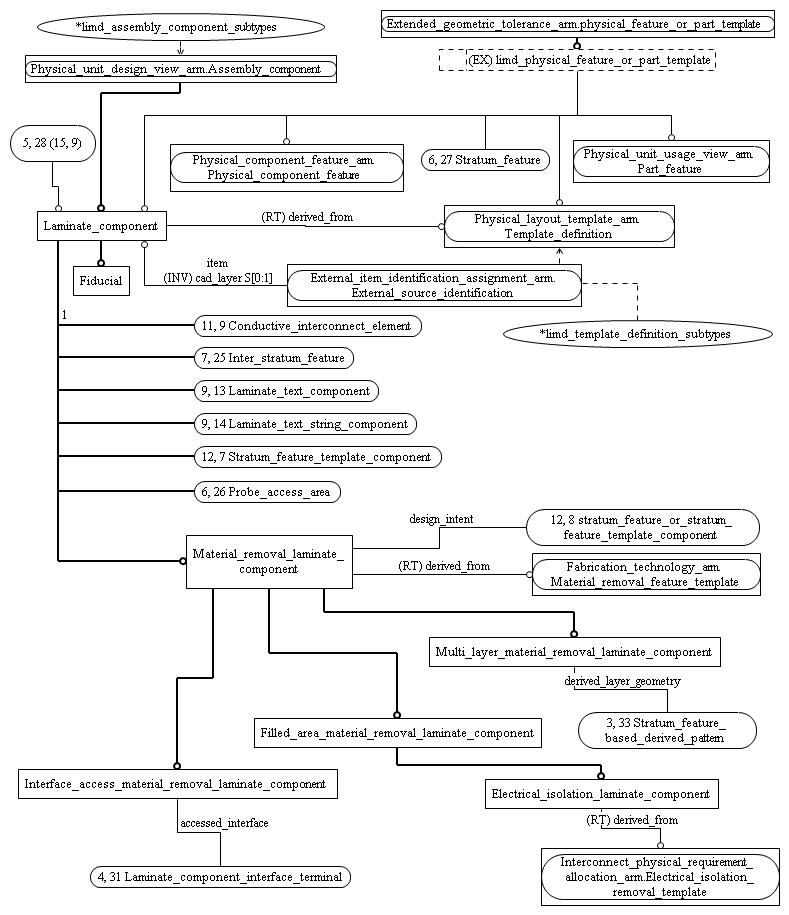 *limd_assembly_component_subtypes
Extended_geometric_tolerance_arm.physical_feature_or_part_template
Physical_unit_design_view_arm.Assembly_component
(EX) limd_physical_feature_or_part_template
5, 28 (15, 9)
Physical_component_feature_arm.
Physical_component_feature
6, 27 Stratum_feature
Physical_unit_usage_view_arm.
Part_feature
Laminate_component
(RT) derived_from
Physical_layout_template_arm.
Template_definition
item
(INV) cad_layer S[0:1]
Fiducial
External_item_identification_assignment_arm.
External_source_identification
1
11, 9 Conductive_interconnect_element
*limd_template_definition_subtypes
7, 25 Inter_stratum_feature
9, 13 Laminate_text_component
9, 14 Laminate_text_string_component
12, 7 Stratum_feature_template_component
6, 26 Probe_access_area
design_intent
12, 8 stratum_feature_or_stratum_
feature_template_component
Material_removal_laminate_
component
(RT) derived_from
Fabrication_technology_arm.
Material_removal_feature_template
Multi_layer_material_removal_laminate_component
derived_layer_geometry
3, 33 Stratum_feature_
based_derived_pattern
Filled_area_material_removal_laminate_component
Interface_access_material_removal_laminate_component
Electrical_isolation_laminate_component
accessed_interface
(RT) derived_from
4, 31 Laminate_component_interface_terminal
Interconnect_physical_requirement_
allocation_arm.Electrical_isolation_
removal_template